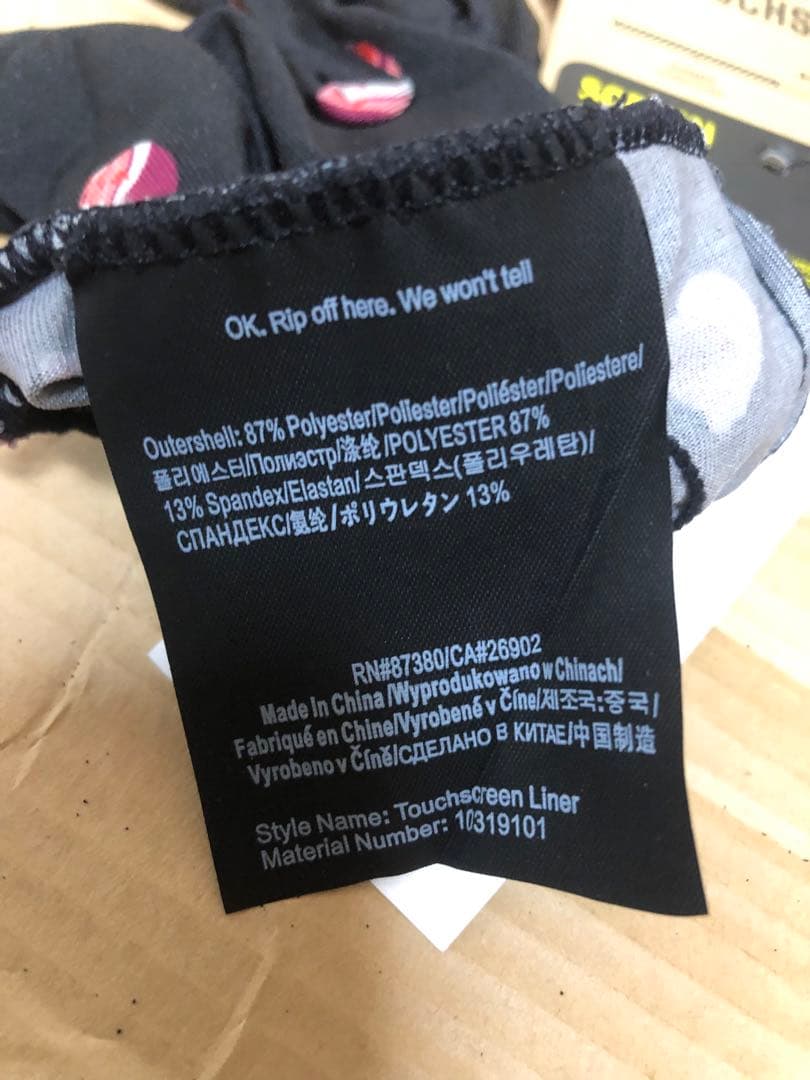 OK. Rip off here. We won't tell
Outershell: 87% Polyester/Poliester/Poliéster/Poliestere/
폴리에스터/Полиэстр/涤纶/POLYESTER 87%
13% Spandex/Elastan/스판덱스(폴리우레탄)/
СПАНДЕКС/氨纶/ポリウレタン 13%
RN#87380/CA#26902
Made in China/Wyprodukowano w Chinach/
Fabriqué en Chine/Vyrobené v Číne/제조국:중국/
Vyrobeno v Číně/СДЕЛАНО В КИТАЕ/中国制造
Style Name: Touchscreen Liner
Material Number: 10319101